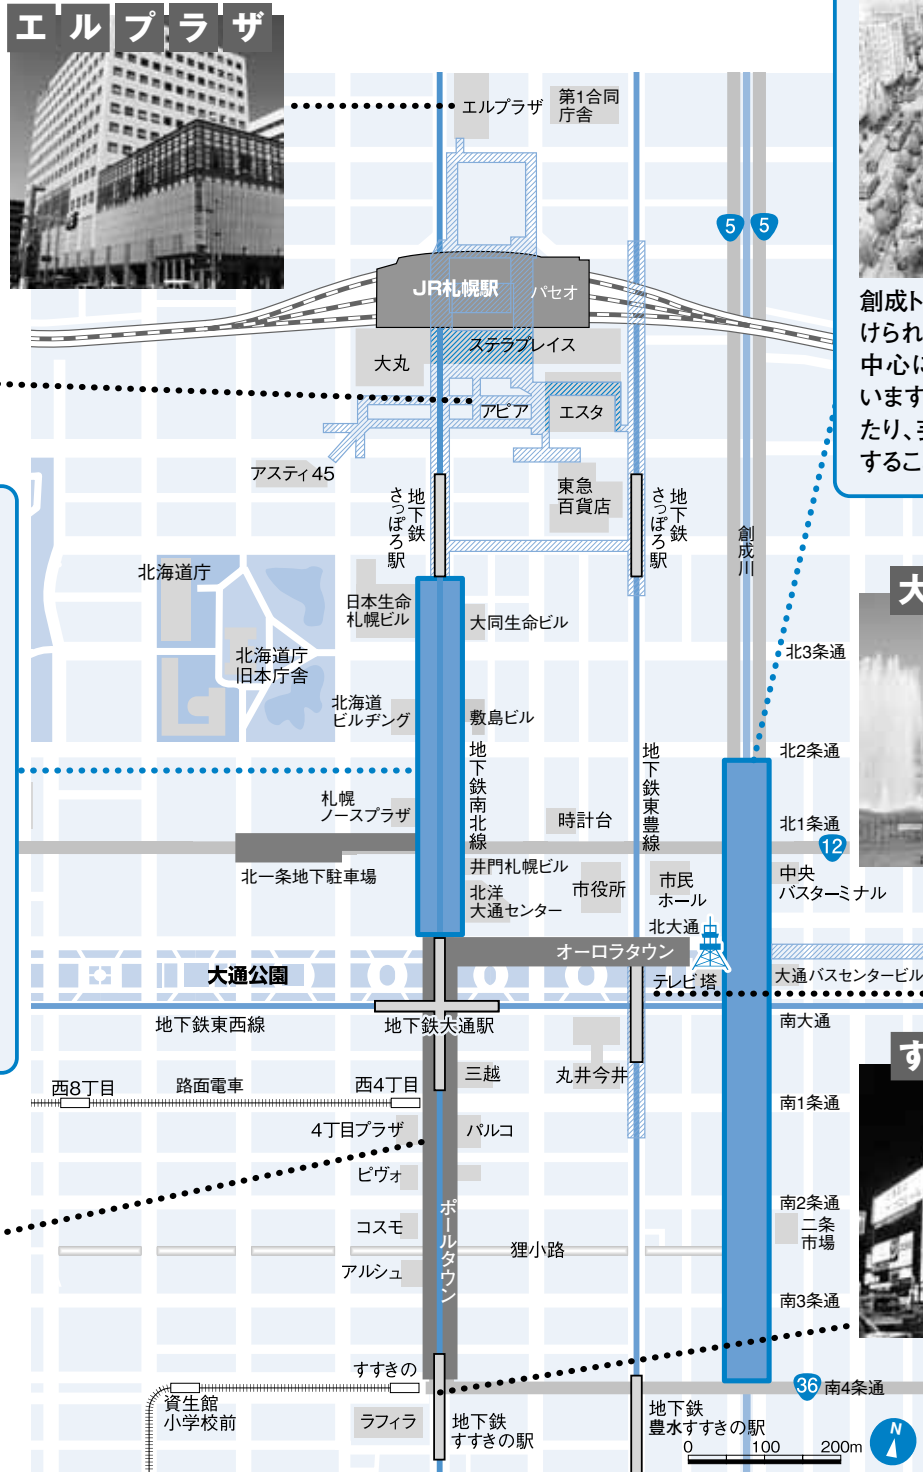 エルプラザ
エルプラザ
第1合同
庁舎
5
5
JR札幌駅
パセオ
ステラプレイス
大丸
アピア
エスタ
アスティ45
東急
百貨店
地下鉄
さっぽろ駅
地下鉄
さっぽろ駅
創成川
創成ト
けられ
中心に
います
たり、
するこ
北海道庁
日本生命
札幌ビル
大同生命ビル
北海道庁
旧本庁舎
北3条通
北海道
ビルヂング
敷島ビル
地下鉄南北線
地下鉄東豊線
北2条通
札幌
ノースプラザ
時計台
北1条通
12
北一条地下駐車場
井門札幌ビル
北洋
大通センター
市役所
市民
ホール
中央
バスターミナル
北大通
オーロラタウン
大通公園
テレビ塔
大通バスセンタービル
地下鉄東西線
地下鉄大通駅
南大通
大
す
三越
丸井今井
西8丁目
路面電車
西4丁目
南1条通
4丁目プラザ
パルコ
ピヴォ
ポールタウン
南2条通
二条
市場
コスモ
狸小路
アルシュ
南3条通
すすきの
36
南4条通
資生館
小学校前
ラフィラ
地下鉄
すすきの駅
地下鉄
豊水すすきの駅
0 100 200m
N